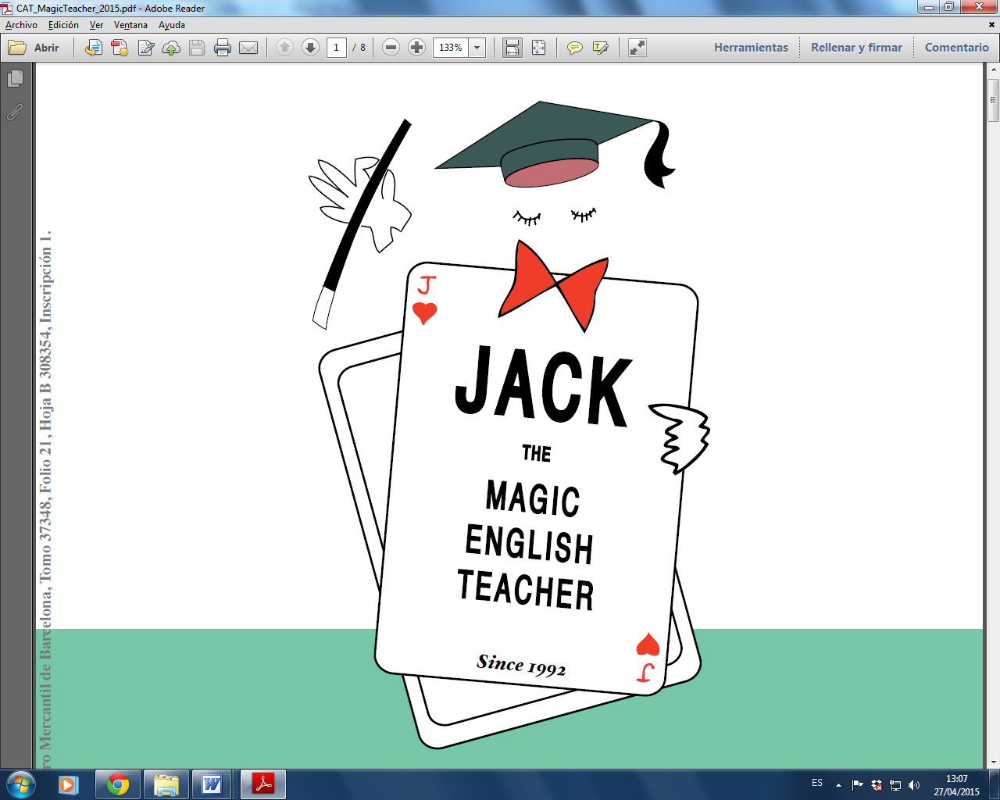 CAT_MagicTeacher_2015.pdf - Adobe Reader
Archivo Edición Ver Ventana Ayuda
Abrir 1 / 8 133% Herramientas Rellenar y firmar Comentario
ro Mercantil de Barcelona, Tomo 37348, Folio 21, Hoja B 308354, Inscripción 1.
J
JACK
THE
MAGIC
ENGLISH
TEACHER
Since 1992
J
ES
13:07
27/04/2015